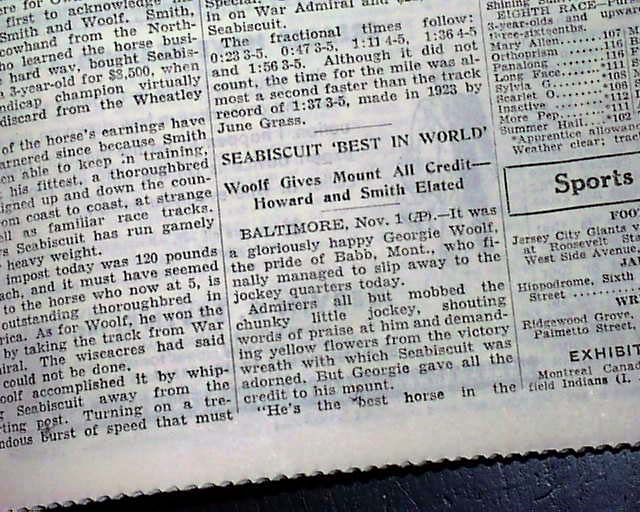 first to acknowledge
Smith and Woolf. Smith,
cowhand from the North-
learned the horse busi-
hard way, bought Seabis-
3-year-old for $8,500, when
handicap champion virtually
discard from the Wheatley
of the horse's earnings have
since because Smith
able to keep in training,
his fittest, a thoroughbred
up and down the coun-
from coast to coast, at strange
as familiar race tracks.
Seabiscuit has run gamely
heavy weight.
impost today was 120 pounds
each, and it must have seemed
to the horse who now at 5, is
outstanding thoroughbred in
As for Woolf, he won the
by taking the track from War
The wiseacres had said
could not be done.
Woolf accomplished it by whip-
Seabiscuit away from the
post. Turning on a tre-
burst of speed that must
in on War Admiral and
Seabiscuit.
The fractional times follow:
0:23 3-5, 0:47 3-5, 1:11 4-5, 1:36 4-5
and 1:56 3-5. Although it did not
count, the time for the mile was al-
most a second faster than the track
record of 1:37 3-5, made in 1923 by
June Grass.
SEABISCUIT 'BEST IN WORLD'
Woolf Gives Mount All Credit—
Howard and Smith Elated
BALTIMORE, Nov. 1 (AP).—It was
a gloriously happy Georgie Woolf,
the pride of Babb, Mont., who fi-
nally managed to slip away to the
jockey quarters today.
Admirers all but mobbed the
chunky little jockey, shouting
words of praise at him and demand-
ing yellow flowers from the victory
wreath with which Seabiscuit was
adorned. But Georgie gave all the
credit to his mount.
"He's the best horse in the
EIGHTH RACE—
3-year-olds and upward
three-sixteenths.
Mary Allen 107
Orthoprism 116
Panalong 116
Long Face *108
Sylvia G. *106
Scarlet O. *112
Inactive 116
More Pep *111
Summer Hail *102
*Apprentice allowan
Weather clear;
Sports
FOO
Jersey City Giants
at Roosevelt
West Side Avenue
JAI
Hippodrome, Sixth
Street
WR
Ridgewood Grove,
Palmetto Street,
EXHIBIT
Montreal Canad
field Indians (I.